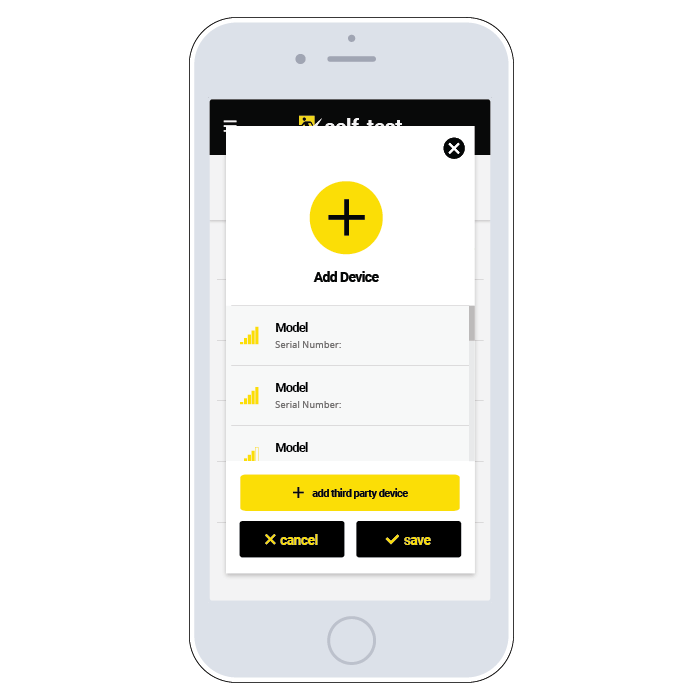 self-test
Add Device
Model
Serial Number:
Model
Serial Number:
Model
add third party device
cancel
save